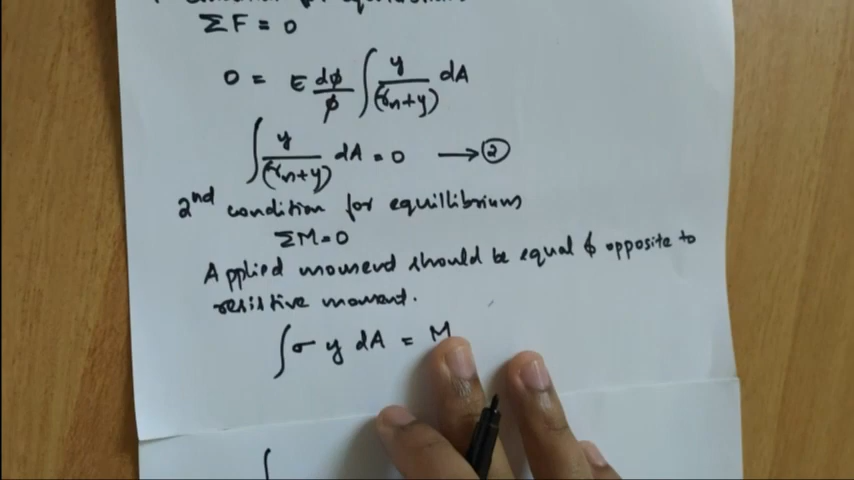 ΣF = 0
0 = E dφ/φ ∫ y/(rn+y) dA
∫ y/(rn+y) dA = 0 → ②
2nd condition for equillibrium
ΣM=0
Applied moment should be equal & opposite to
resistive moment.
∫σ y dA = M
∫